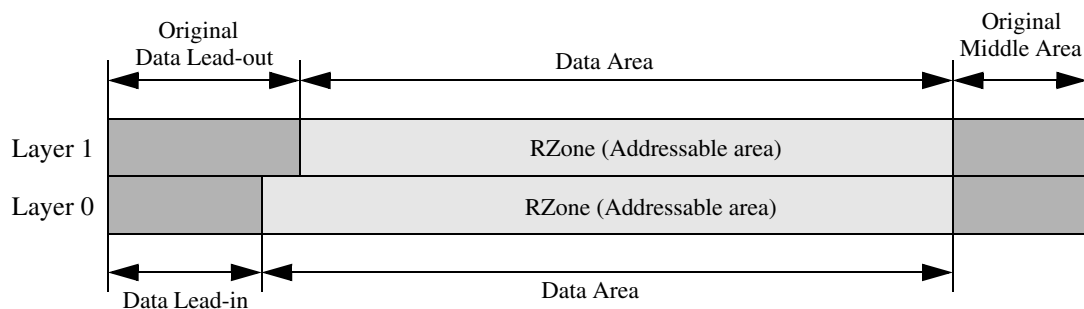 Original
Data Lead-out
Data Area
Original
Middle Area
Layer 1
RZone (Addressable area)
Layer 0
RZone (Addressable area)
Data Lead-in
Data Area